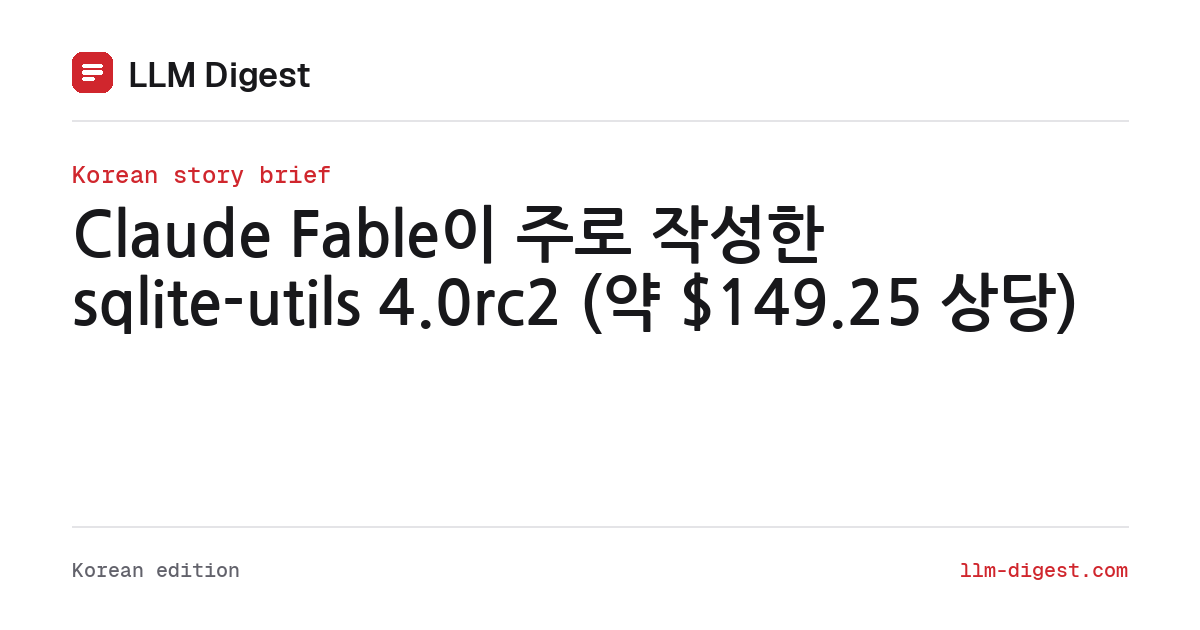 LLM Digest
Korean story brief
Claude Fable이 주로 작성한
sqlite-utils 4.0rc2 (약 $149.25 상당)
Korean edition
llm-digest.com